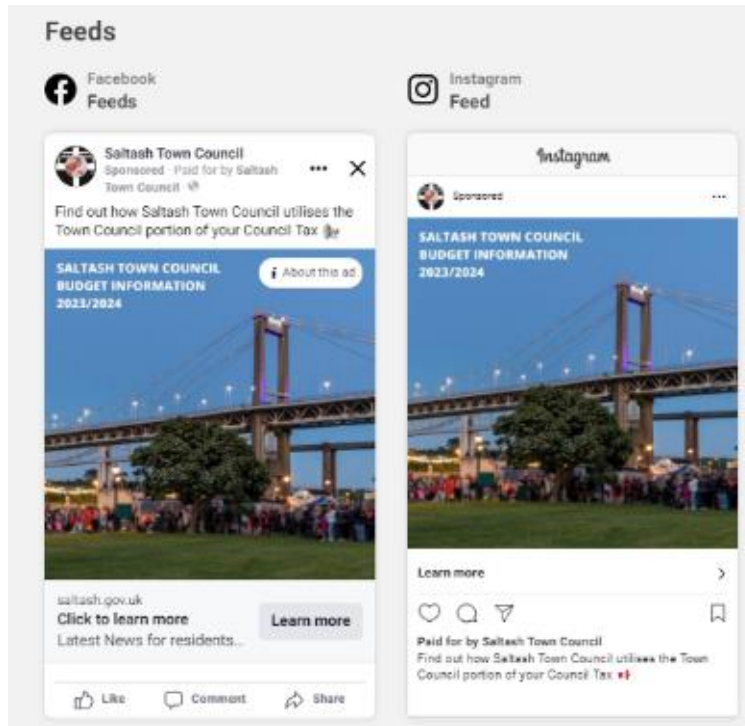 Feeds
Facebook
Feeds
Saltash Town Council
Sponsored · Paid for by Saltash
Town Council
Find out how Saltash Town Council utilises the
Town Council portion of your Council Tax
SALTASH TOWN COUNCIL
BUDGET INFORMATION
2023/2024
About this ad
saltash.gov.uk
Click to learn more
Latest News for residents...
Learn more
Like
Comment
Share
Instagram
Feed
Instagram
Sponsored
SALTASH TOWN COUNCIL
BUDGET INFORMATION
2023/2024
Learn more
Paid for by Saltash Town Council
Find out how Saltash Town Council utilises the Town
Council portion of your Council Tax